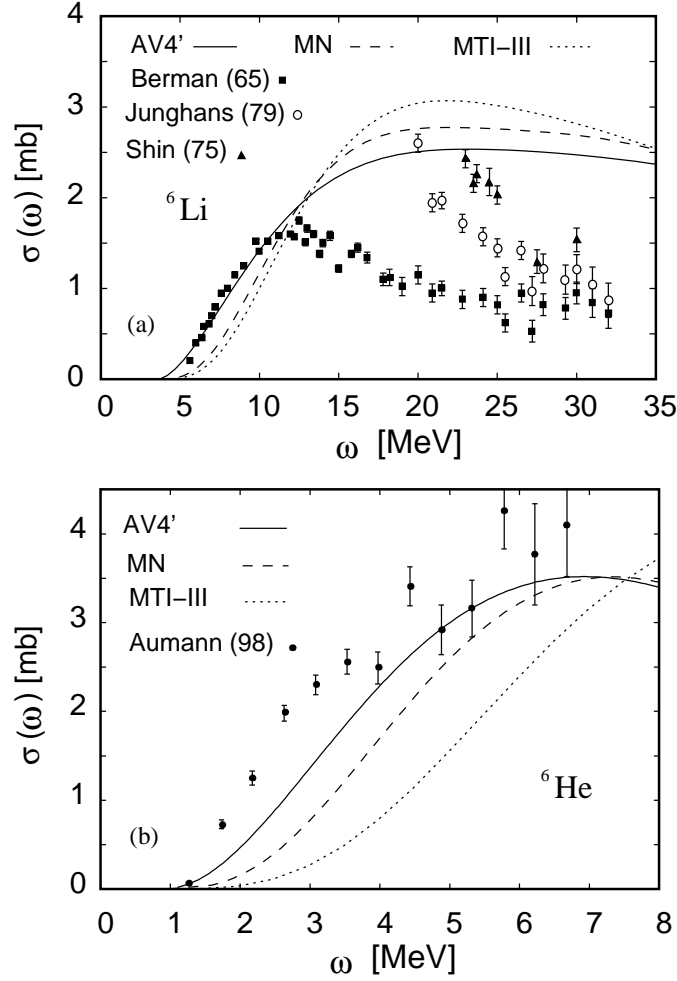 AV4' MN MTI–III
Berman (65)
Junghans (79)
Shin (75)
⁶Li
(a)
σ(ω) [mb]
4
3
2
1
0
0 5 10 15 20 25 30 35
ω [MeV]
AV4'
MN
MTI–III
Aumann (98)
⁶He
(b)
σ(ω) [mb]
4
3
2
1
0
0 1 2 3 4 5 6 7 8
ω [MeV]